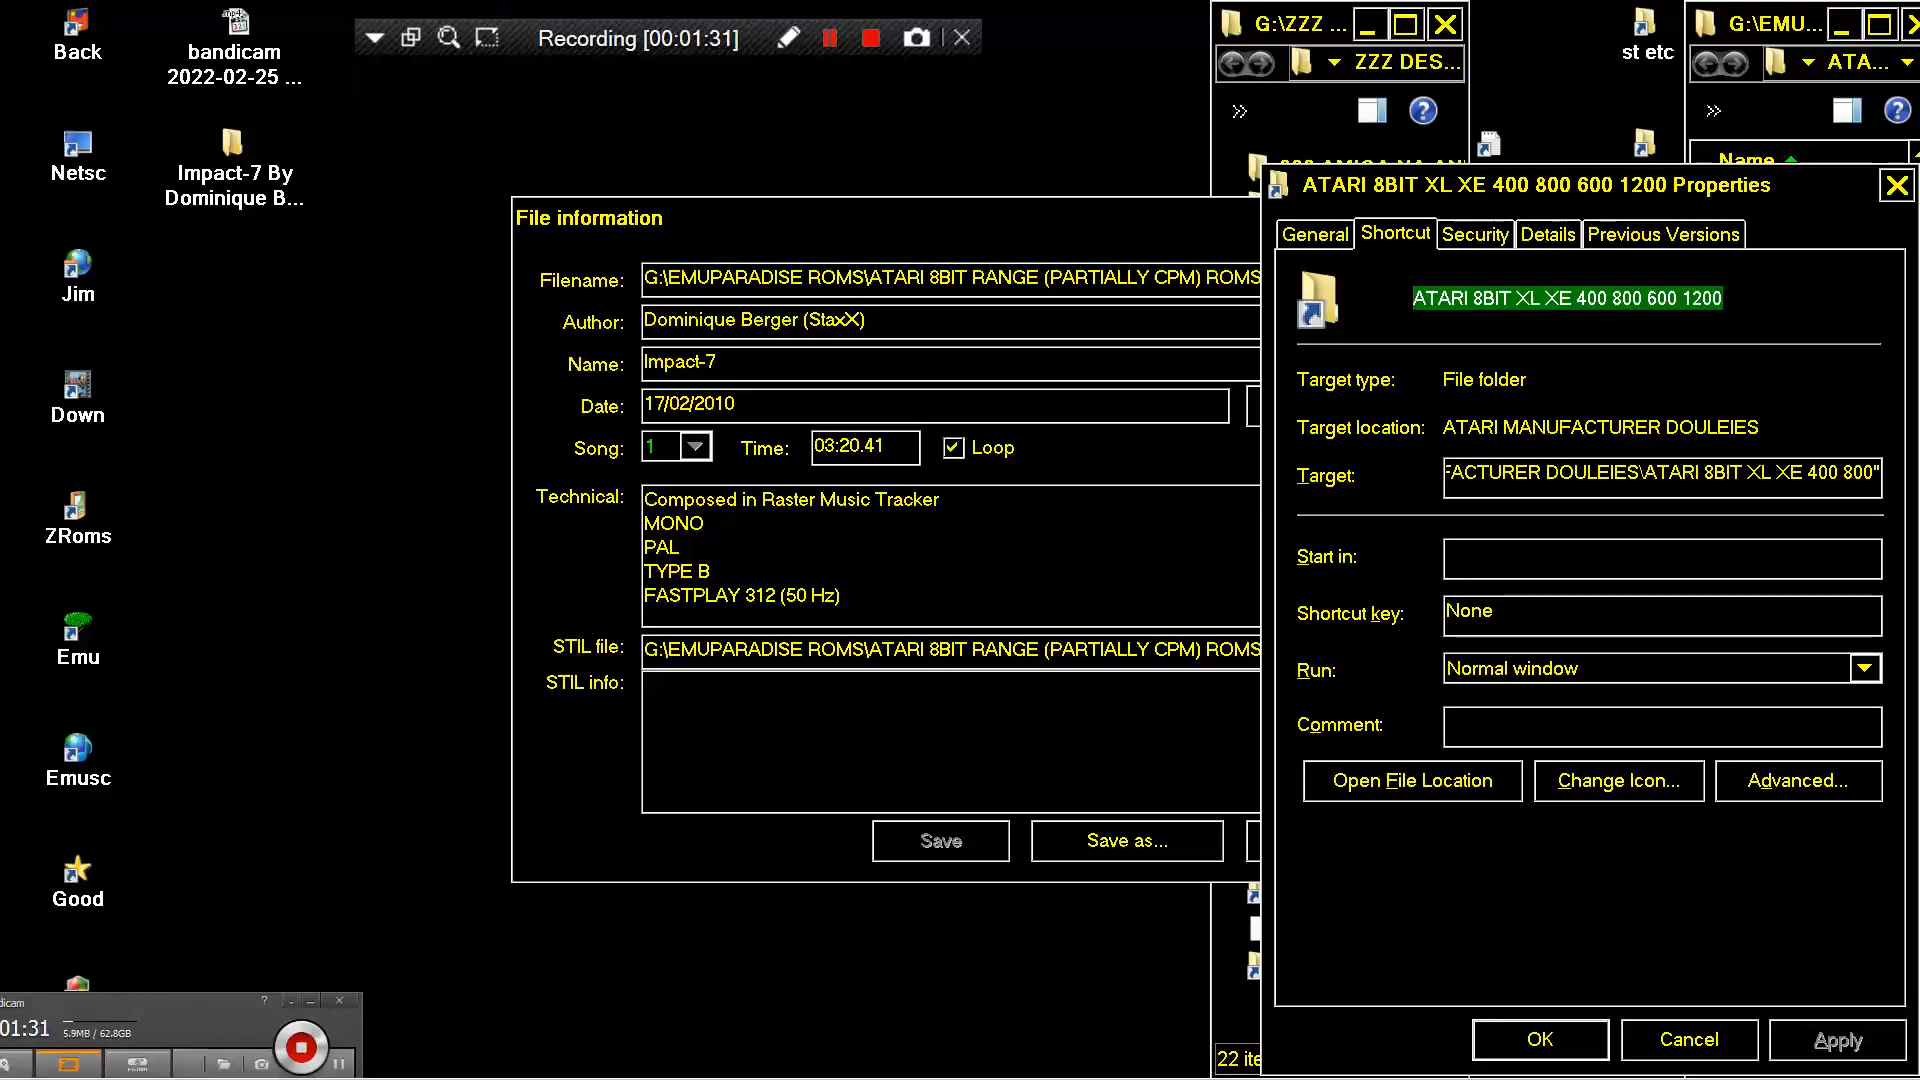 Back
bandicam
2022-02-25 ...
Netsc
Impact-7 By
Dominique B...
Jim
Down
ZRoms
Emu
Emusc
Good
Recording [00:01:31]
G:\ZZZ ...
ZZZ DES...
st etc
G:\EMU...
ATA...
Name
File information
Filename: G:\EMUPARADISE ROMS\ATARI 8BIT RANGE (PARTIALLY CPM) ROMS
Author: Dominique Berger (StaxX)
Name: Impact-7
Date: 17/02/2010
Song: 1 Time: 03:20.41 Loop
Technical: Composed in Raster Music Tracker
MONO
PAL
TYPE B
FASTPLAY 312 (50 Hz)
STIL file: G:\EMUPARADISE ROMS\ATARI 8BIT RANGE (PARTIALLY CPM) ROMS
STIL info:
Save Save as...
ATARI 8BIT XL XE 400 800 600 1200 Properties
General Shortcut Security Details Previous Versions
ATARI 8BIT XL XE 400 800 600 1200
Target type: File folder
Target location: ATARI MANUFACTURER DOULEIES
Target: FACTURER DOULEIES\ATARI 8BIT XL XE 400 800"
Start in:
Shortcut key: None
Run: Normal window
Comment:
Open File Location Change Icon... Advanced...
OK Cancel Apply
22 ite
dicam
01:31 5.9MB / 62.8GB